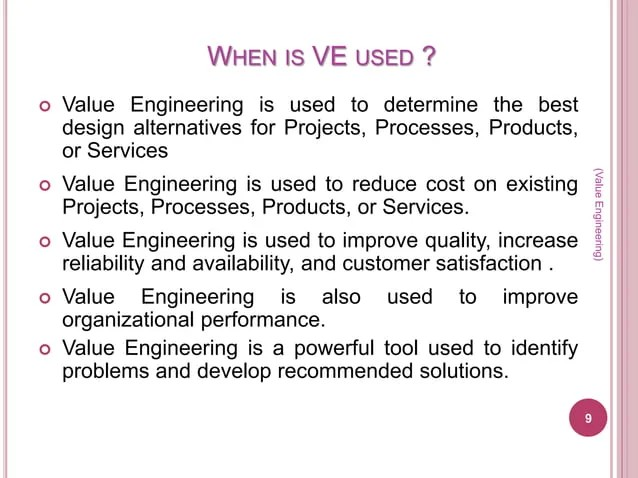 WHEN IS VE USED ?
Value Engineering is used to determine the best
design alternatives for Projects, Processes, Products,
or Services
Value Engineering is used to reduce cost on existing
Projects, Processes, Products, or Services.
Value Engineering is used to improve quality, increase
reliability and availability, and customer satisfaction .
Value Engineering is also used to improve
organizational performance.
Value Engineering is a powerful tool used to identify
problems and develop recommended solutions.
(Value Engineering)
9